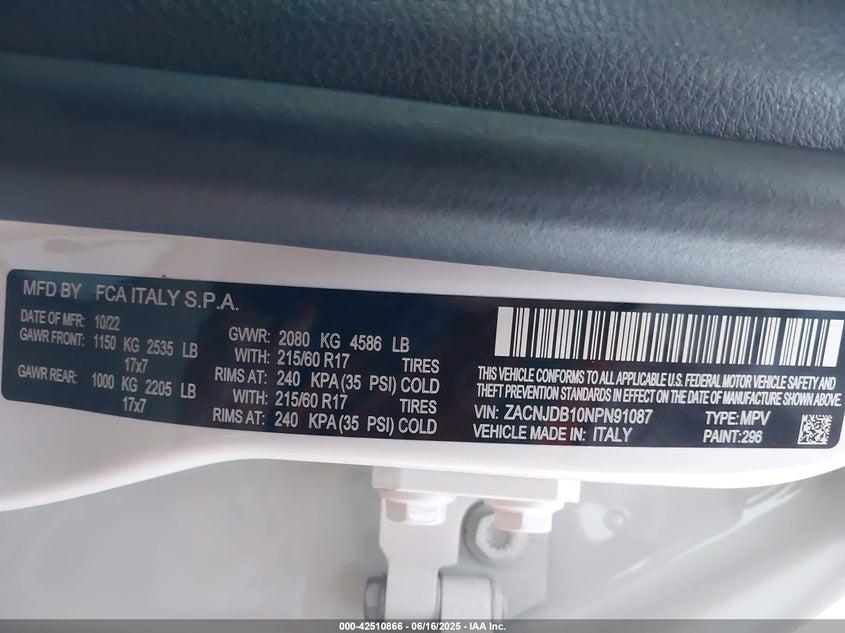 MFD BY FCA ITALY S.P.A.
DATE OF MFR: 10/22 GVWR: 2080 KG 4586 LB
GAWR FRONT: 1150 KG 2535 LB WITH: 215/60 R17 TIRES
17x7 RIMS AT: 240 KPA (35 PSI) COLD
GAWR REAR: 1000 KG 2205 LB WITH: 215/60 R17 TIRES
17x7 RIMS AT: 240 KPA (35 PSI) COLD
THIS VEHICLE CONFORMS TO ALL APPLICABLE U.S. FEDERAL MOTOR VEHICLE SAFETY AND
THEFT PREVENTION STANDARDS IN EFFECT ON THE DATE OF MANUFACTURE SHOWN ABOVE.
VIN: ZACNJDB10NPN91087 TYPE: MPV
VEHICLE MADE IN: ITALY PAINT: 296
000-42510866 - 06/16/2025 - IAA Inc.